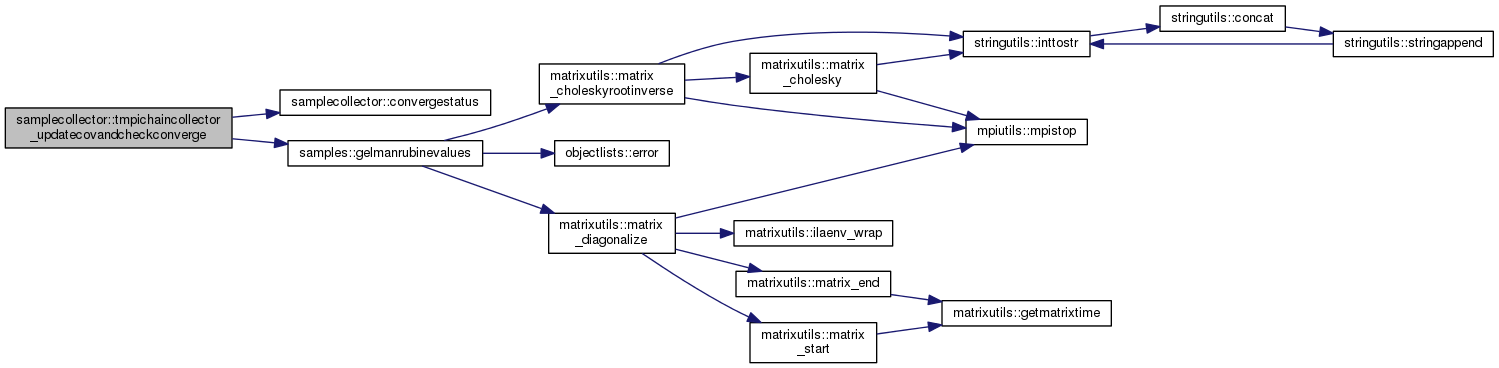 samplecollector::tmpichaincollector
_updatecovandcheckconverge
samplecollector::convergestatus
samples::gelmanrubinevalues
matrixutils::matrix
_choleskyrootinverse
objectlists::error
matrixutils::matrix
_diagonalize
matrixutils::matrix
_cholesky
matrixutils::ilaenv_wrap
matrixutils::matrix_end
matrixutils::matrix
_start
stringutils::inttostr
mpiutils::mpistop
matrixutils::getmatrixtime
stringutils::concat
stringutils::stringappend